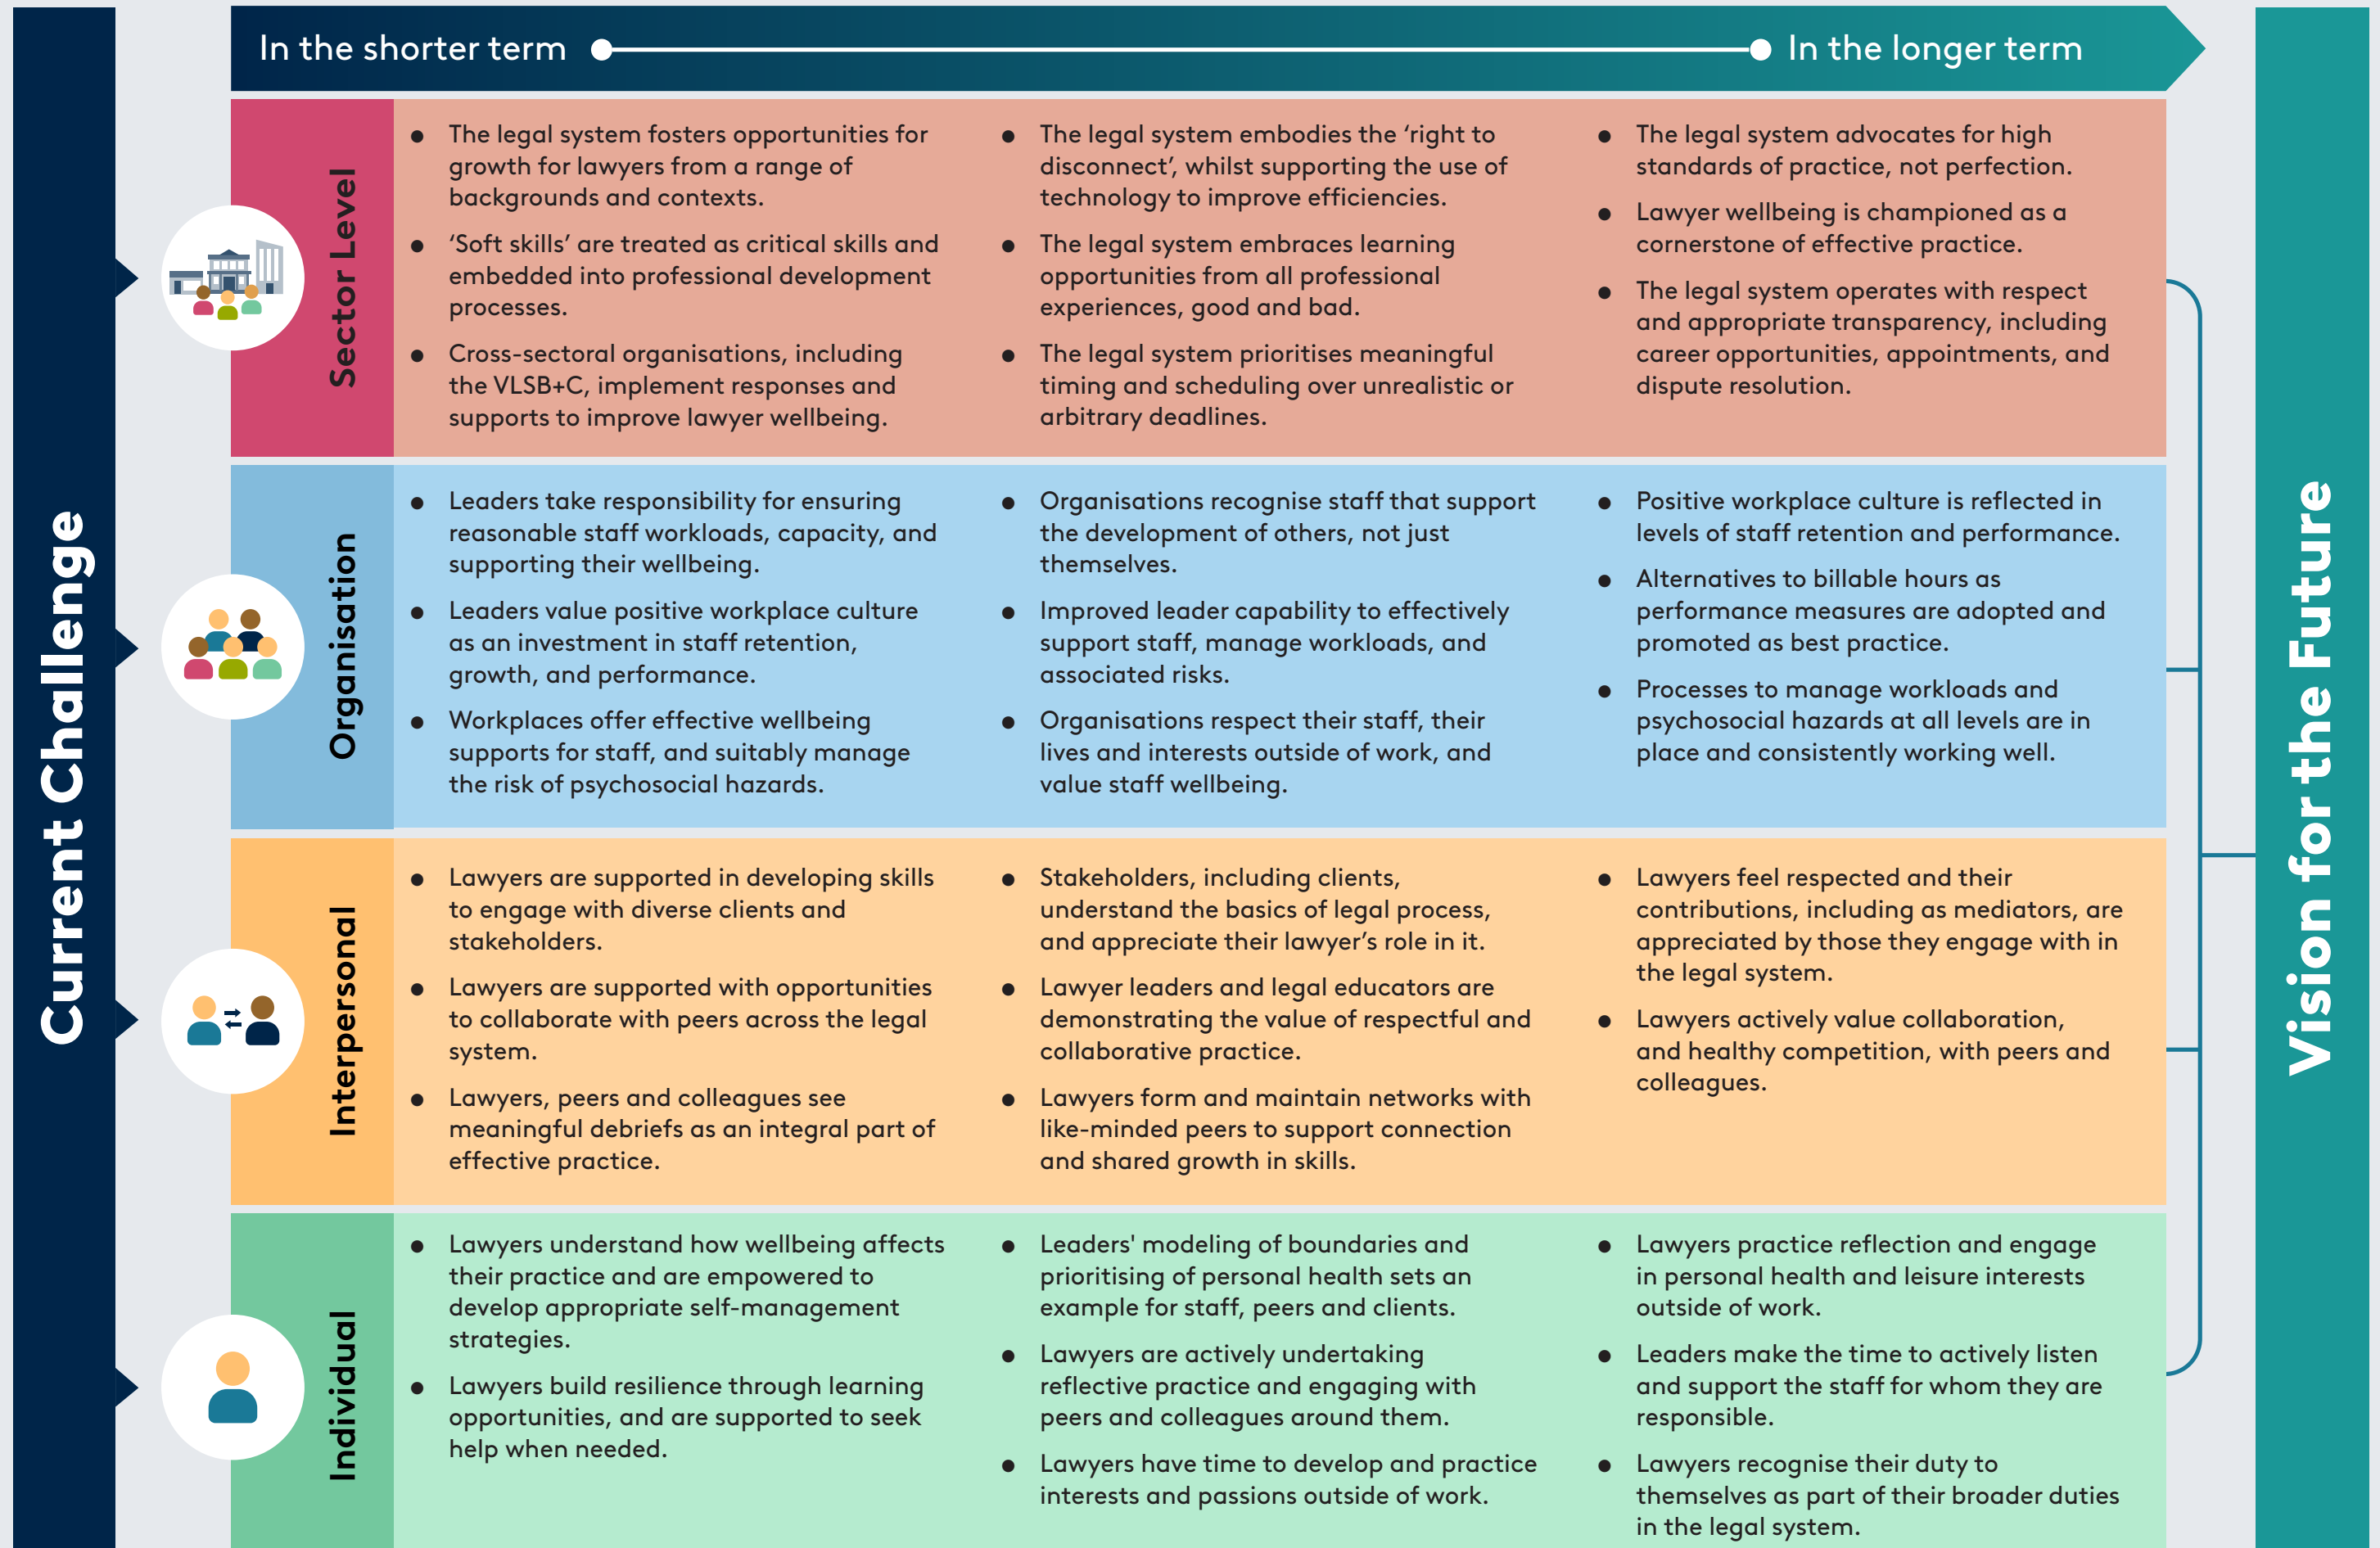 Current Challenge
In the shorter term
In the longer term
Sector Level
The legal system fosters opportunities for
growth for lawyers from a range of
backgrounds and contexts.
‘Soft skills’ are treated as critical skills and
embedded into professional development
processes.
Cross-sectoral organisations, including
the VLSB+C, implement responses and
supports to improve lawyer wellbeing.
The legal system embodies the ‘right to
disconnect’, whilst supporting the use of
technology to improve efficiencies.
The legal system embraces learning
opportunities from all professional
experiences, good and bad.
The legal system prioritises meaningful
timing and scheduling over unrealistic or
arbitrary deadlines.
The legal system advocates for high
standards of practice, not perfection.
Lawyer wellbeing is championed as a
cornerstone of effective practice.
The legal system operates with respect
and appropriate transparency, including
career opportunities, appointments, and
dispute resolution.
Organisation
Leaders take responsibility for ensuring
reasonable staff workloads, capacity, and
supporting their wellbeing.
Leaders value positive workplace culture
as an investment in staff retention,
growth, and performance.
Workplaces offer effective wellbeing
supports for staff, and suitably manage
the risk of psychosocial hazards.
Organisations recognise staff that support
the development of others, not just
themselves.
Improved leader capability to effectively
support staff, manage workloads, and
associated risks.
Organisations respect their staff, their
lives and interests outside of work, and
value staff wellbeing.
Positive workplace culture is reflected in
levels of staff retention and performance.
Alternatives to billable hours as
performance measures are adopted and
promoted as best practice.
Processes to manage workloads and
psychosocial hazards at all levels are in
place and consistently working well.
Interpersonal
Lawyers are supported in developing skills
to engage with diverse clients and
stakeholders.
Lawyers are supported with opportunities
to collaborate with peers across the legal
system.
Lawyers, peers and colleagues see
meaningful debriefs as an integral part of
effective practice.
Stakeholders, including clients,
understand the basics of legal process,
and appreciate their lawyer’s role in it.
Lawyer leaders and legal educators are
demonstrating the value of respectful and
collaborative practice.
Lawyers form and maintain networks with
like-minded peers to support connection
and shared growth in skills.
Lawyers feel respected and their
contributions, including as mediators, are
appreciated by those they engage with in
the legal system.
Lawyers actively value collaboration,
and healthy competition, with peers and
colleagues.
Individual
Lawyers understand how wellbeing affects
their practice and are empowered to
develop appropriate self-management
strategies.
Lawyers build resilience through learning
opportunities, and are supported to seek
help when needed.
Leaders' modeling of boundaries and
prioritising of personal health sets an
example for staff, peers and clients.
Lawyers are actively undertaking
reflective practice and engaging with
peers and colleagues around them.
Lawyers have time to develop and practice
interests and passions outside of work.
Lawyers practice reflection and engage
in personal health and leisure interests
outside of work.
Leaders make the time to actively listen
and support the staff for whom they are
responsible.
Lawyers recognise their duty to
themselves as part of their broader duties
in the legal system.
Vision for the Future